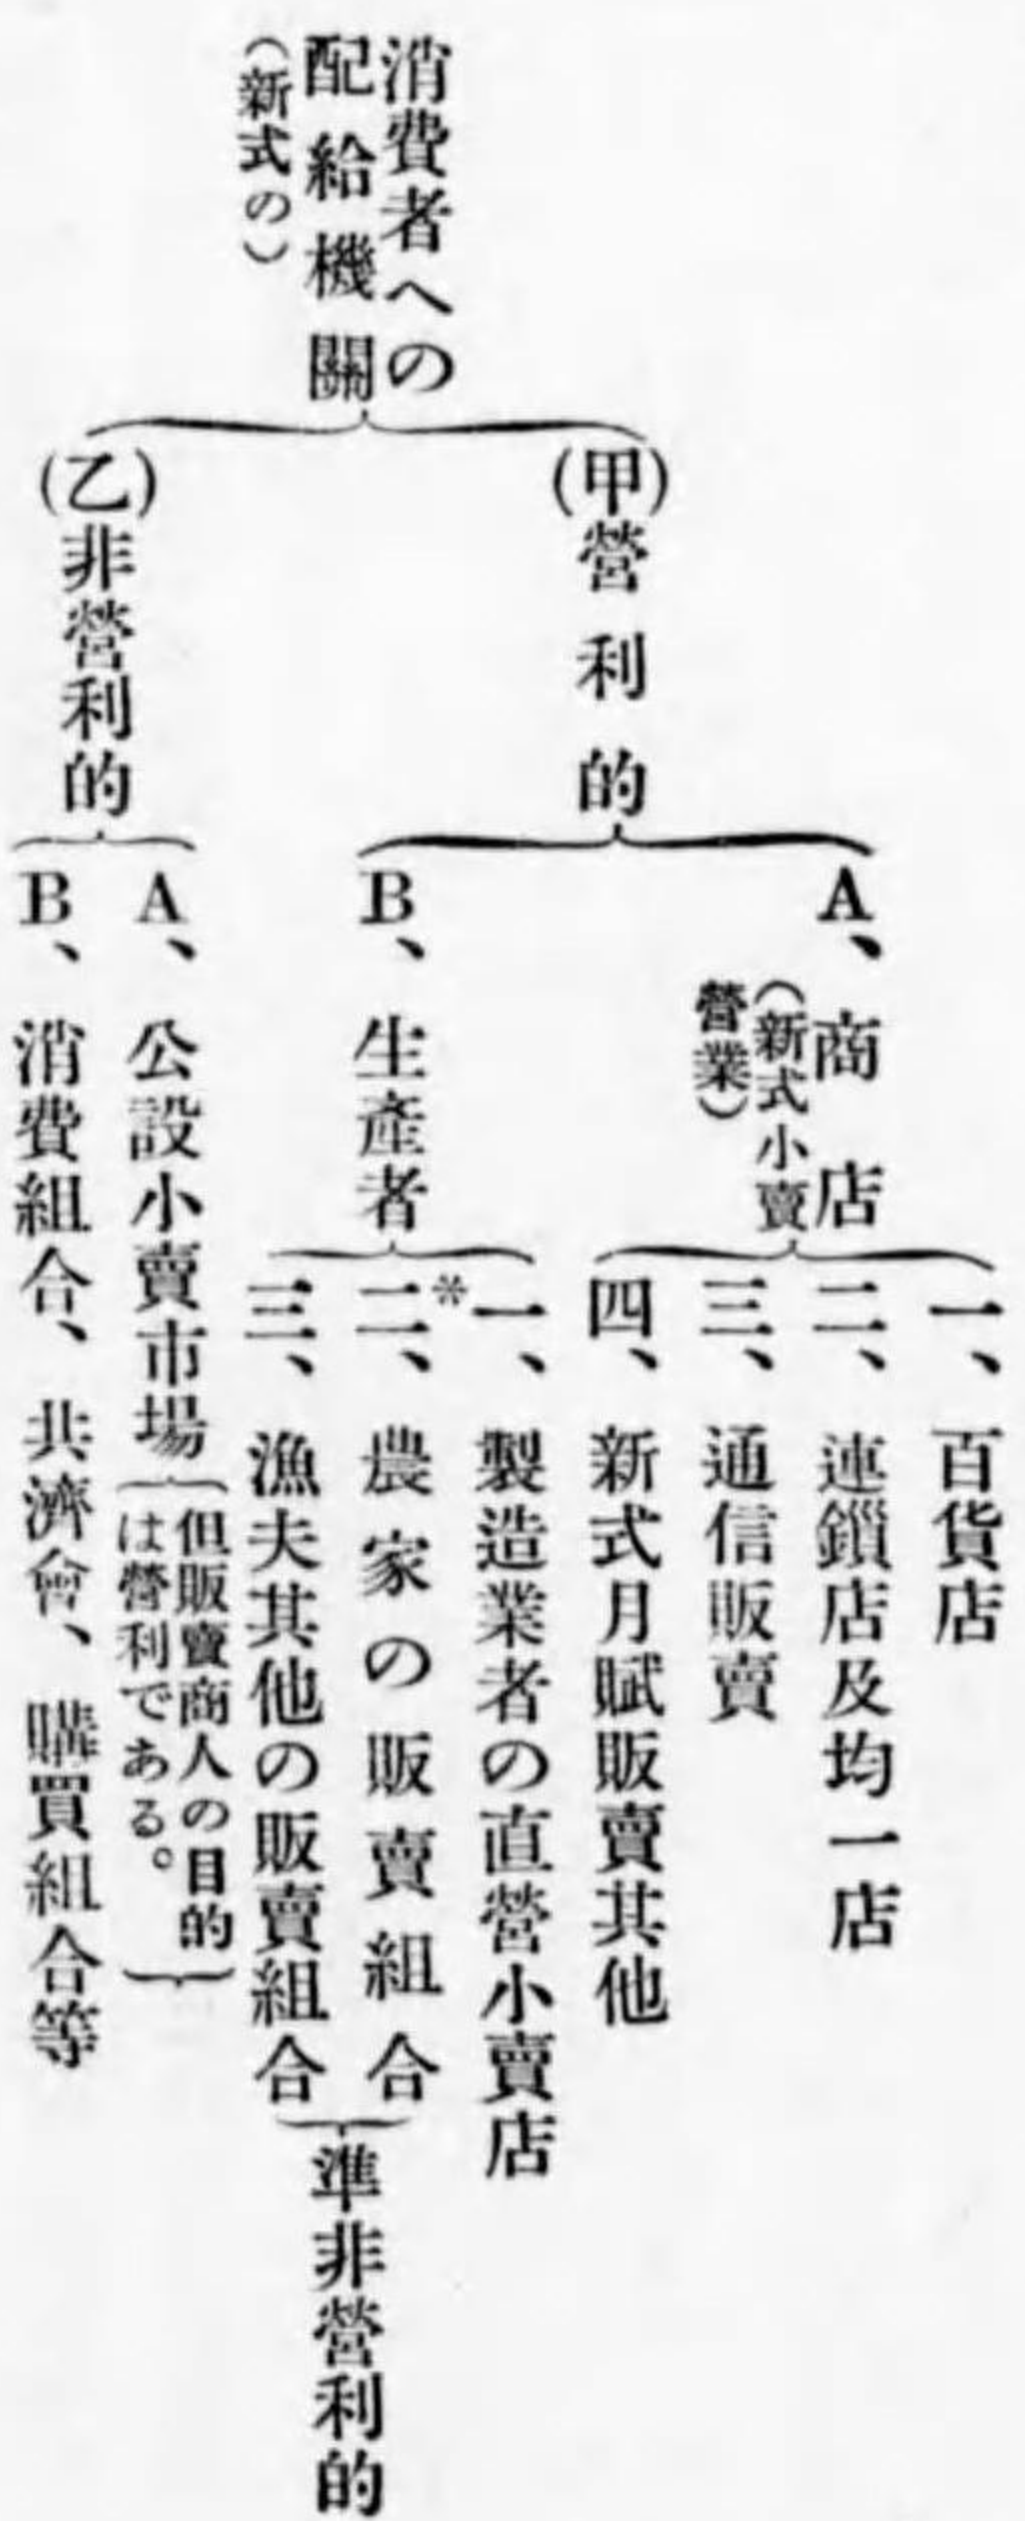 消費者への
配給機關
(新式の)
(甲)營利的
A、商店
(新式小賣
營業)
一、百貨店
二、連鎖店及均一店
三、通信販賣
四、新式月賦販賣其他
B、生產者
一、製造業者の直營小賣店
*
二、農家の販賣組合
三、漁夫其他の販賣組合
準非營利的
(乙)非營利的
A、公設小賣市場
但販賣商人の目的
は營利である。
B、消費組合、共濟會、購買組合等